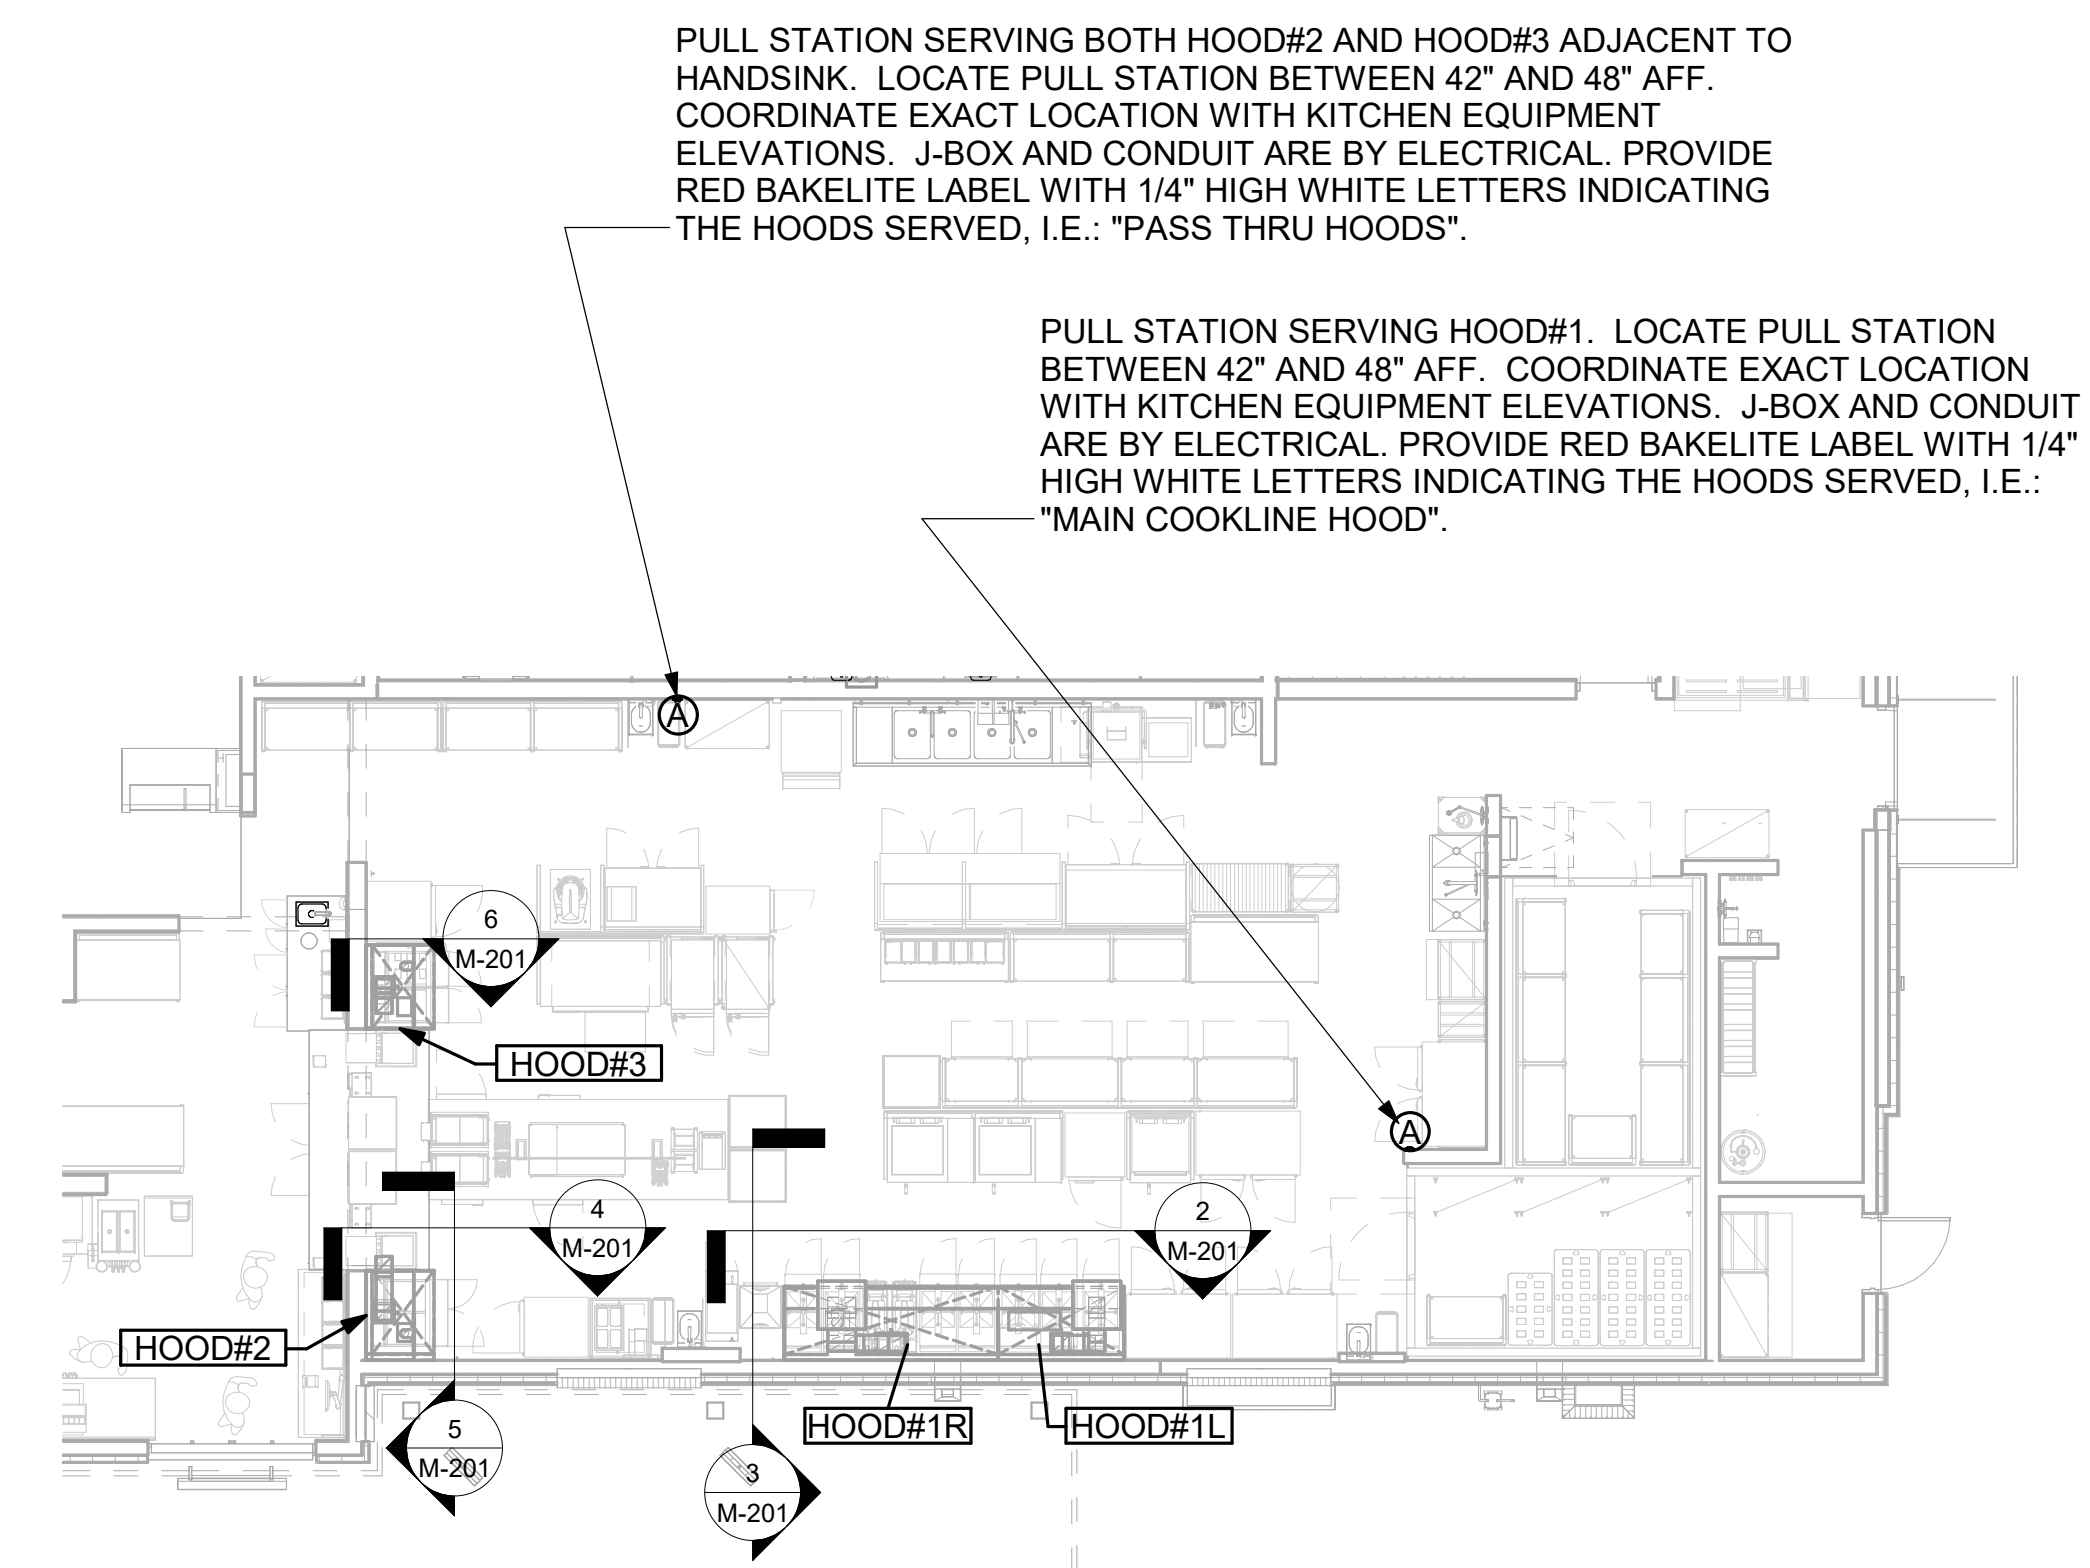 PULL STATION SERVING BOTH HOOD#2 AND HOOD#3 ADJACENT TO
HANDSINK.  LOCATE PULL STATION BETWEEN 42" AND 48" AFF.
COORDINATE EXACT LOCATION WITH KITCHEN EQUIPMENT
ELEVATIONS.  J-BOX AND CONDUIT ARE BY ELECTRICAL. PROVIDE
RED BAKELITE LABEL WITH 1/4" HIGH WHITE LETTERS INDICATING
THE HOODS SERVED, I.E.: "PASS THRU HOODS".
PULL STATION SERVING HOOD#1.  LOCATE PULL STATION
BETWEEN 42" AND 48" AFF.  COORDINATE EXACT LOCATION
WITH KITCHEN EQUIPMENT ELEVATIONS.  J-BOX AND CONDUIT
ARE BY ELECTRICAL. PROVIDE RED BAKELITE LABEL WITH 1/4"
HIGH WHITE LETTERS INDICATING THE HOODS SERVED, I.E.:
"MAIN COOKLINE HOOD".
A
6
M-201
HOOD#3
A
4
M-201
2
M-201
HOOD#2
HOOD#1R
HOOD#1L
5
M-201
3
M-201